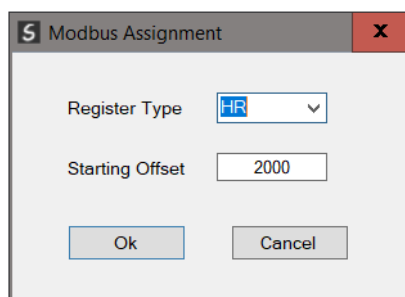 S Modbus Assignment X
Register Type HR
Starting Offset 2000
Ok Cancel